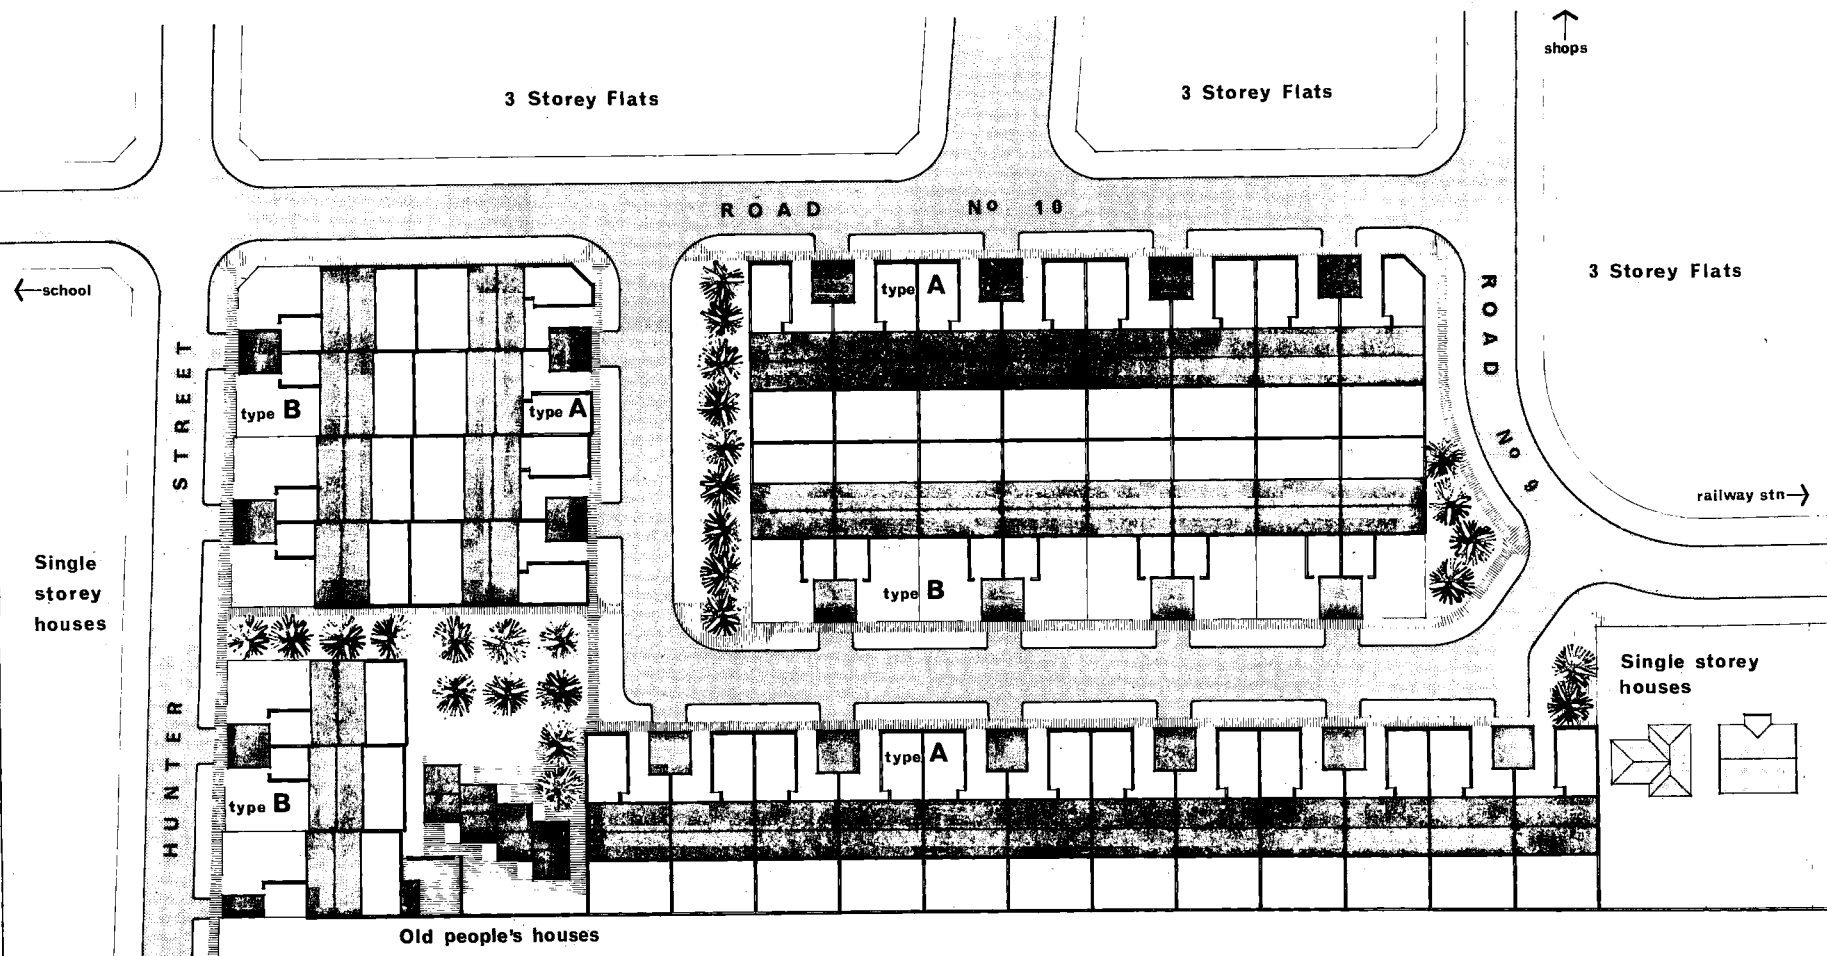 shops
3 Storey Flats
3 Storey Flats
ROAD No 10
3 Storey Flats
←school
type A
ROAD No 9
STREET
type B
type A
railway stn→
Single
storey
houses
type B
Single storey
houses
HUNTER
type A
type B
Old people's houses